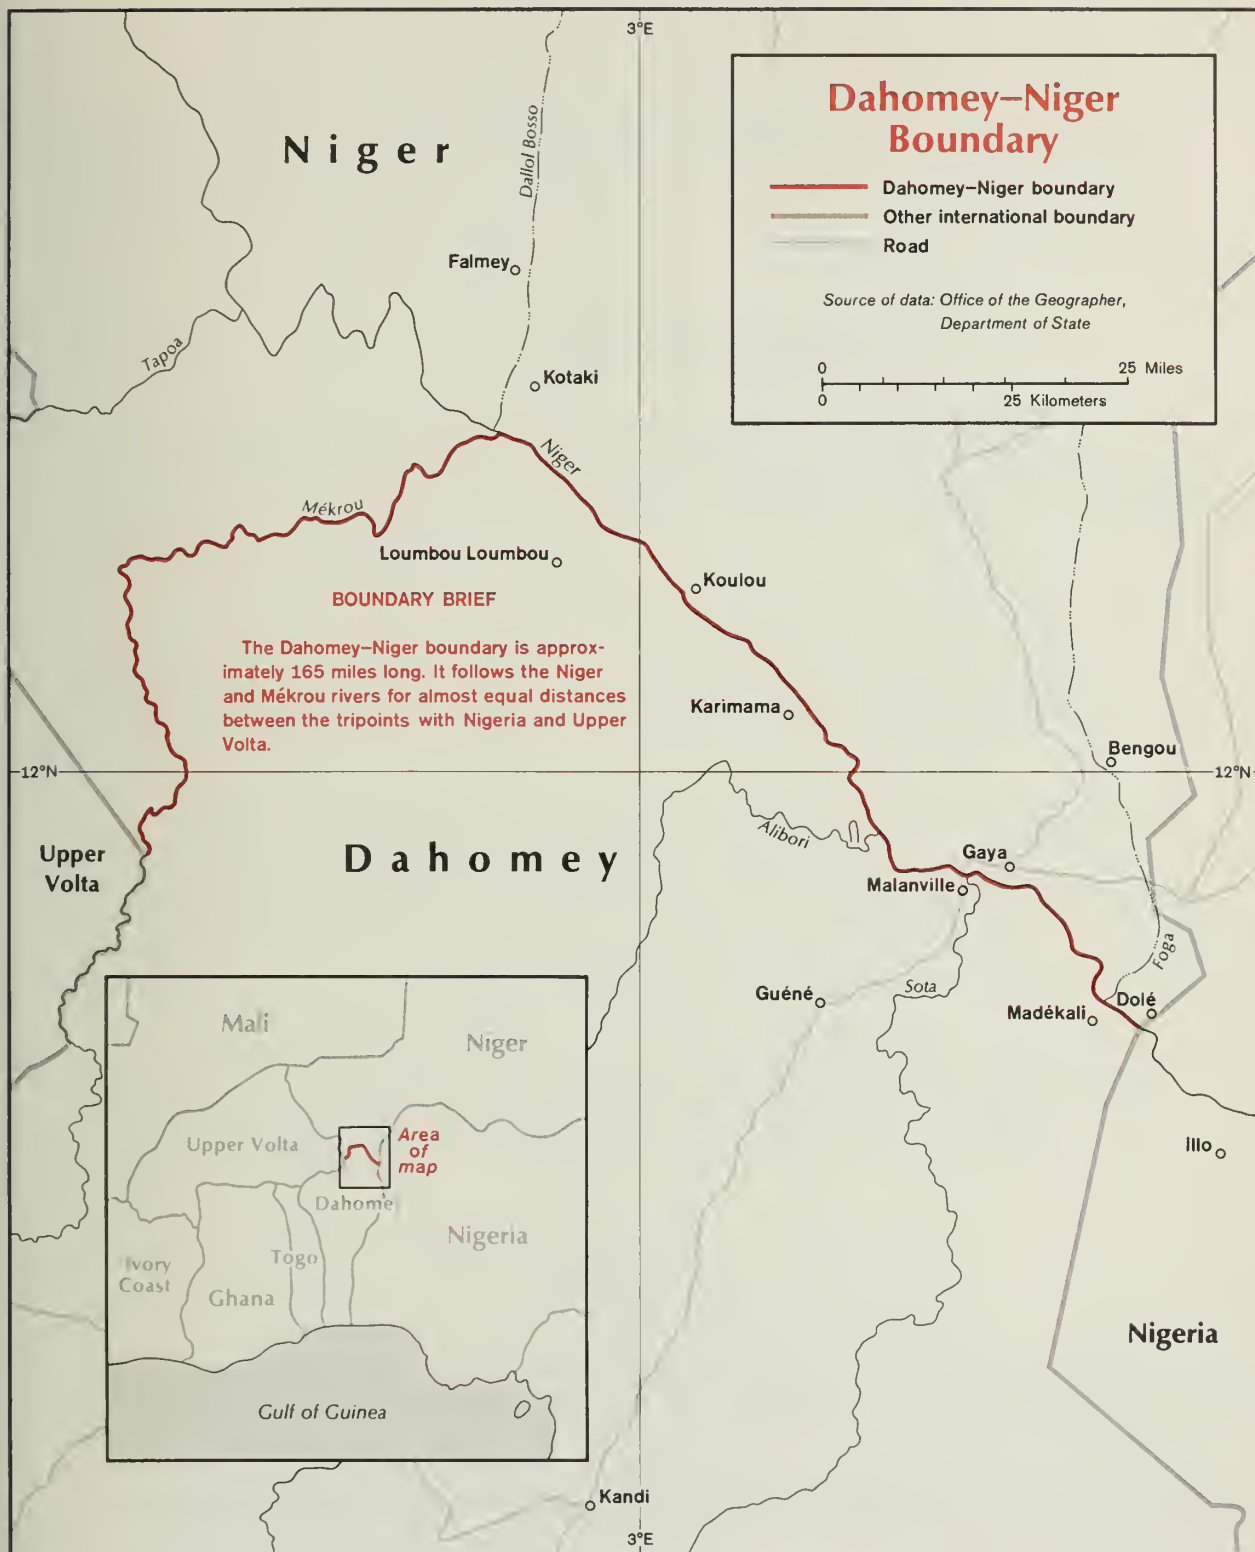 3°E
Dahomey–Niger
Boundary
Dahomey–Niger boundary
Other international boundary
Road
Source of data: Office of the Geographer,
Department of State
0 25 Miles
0 25 Kilometers
Niger
Dallol Bosso
Falmey
Tapoa
Kotaki
Niger
Mékrou
Loumbou Loumbou
Koulou
BOUNDARY BRIEF
The Dahomey–Niger boundary is approx-
imately 165 miles long. It follows the Niger
and Mékrou rivers for almost equal distances
between the tripoints with Nigeria and Upper
Volta.
Karimama
Bengou
12°N
12°N
Alibori
Upper
Volta
Dahomey
Gaya
Malanville
Foga
Guéné
Sota
Madékali
Dolé
Illo
Nigeria
Mali
Niger
Upper Volta
Area
of
map
Dahome
Nigeria
Togo
Ivory
Coast
Ghana
Gulf of Guinea
Kandi
3°E